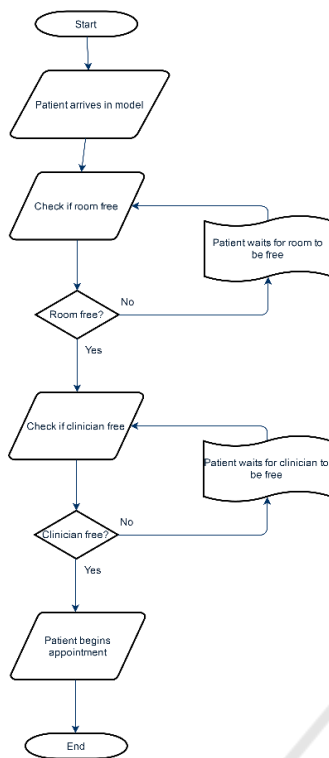 Start
Patient arrives in model
Check if room free
Patient waits for room to
be free
Room free?
No
Yes
Check if clinician free
Patient waits for clinician to
be free
Clinician free?
No
Yes
Patient begins
appointment
End